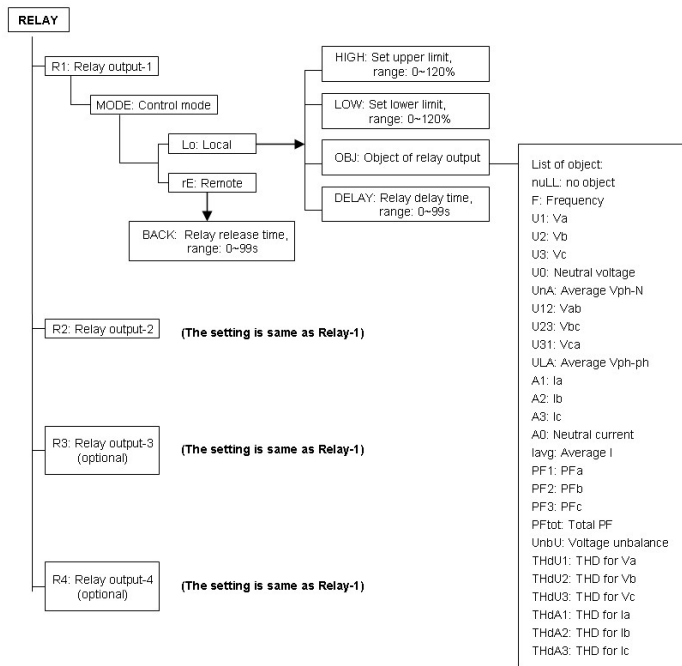 RELAY
R1: Relay output-1
MODE: Control mode
Lo: Local
rE: Remote
BACK: Relay release time,
range: 0~99s
HIGH: Set upper limit,
range: 0~120%
LOW: Set lower limit,
range: 0~120%
OBJ: Object of relay output
DELAY: Relay delay time,
range: 0~99s
List of object:
nuLL: no object
F: Frequency
U1: Va
U2: Vb
U3: Vc
U0: Neutral voltage
UnA: Average Vph-N
U12: Vab
U23: Vbc
U31: Vca
ULA: Average Vph-ph
A1: Ia
A2: Ib
A3: Ic
A0: Neutral current
Iavg: Average I
PF1: PFa
PF2: PFb
PF3: PFc
PFtot: Total PF
UnbU: Voltage unbalance
THdU1: THD for Va
THdU2: THD for Vb
THdU3: THD for Vc
THdA1: THD for Ia
THdA2: THD for Ib
THdA3: THD for Ic
R2: Relay output-2
(The setting is same as Relay-1)
R3: Relay output-3
(optional)
(The setting is same as Relay-1)
R4: Relay output-4
(optional)
(The setting is same as Relay-1)